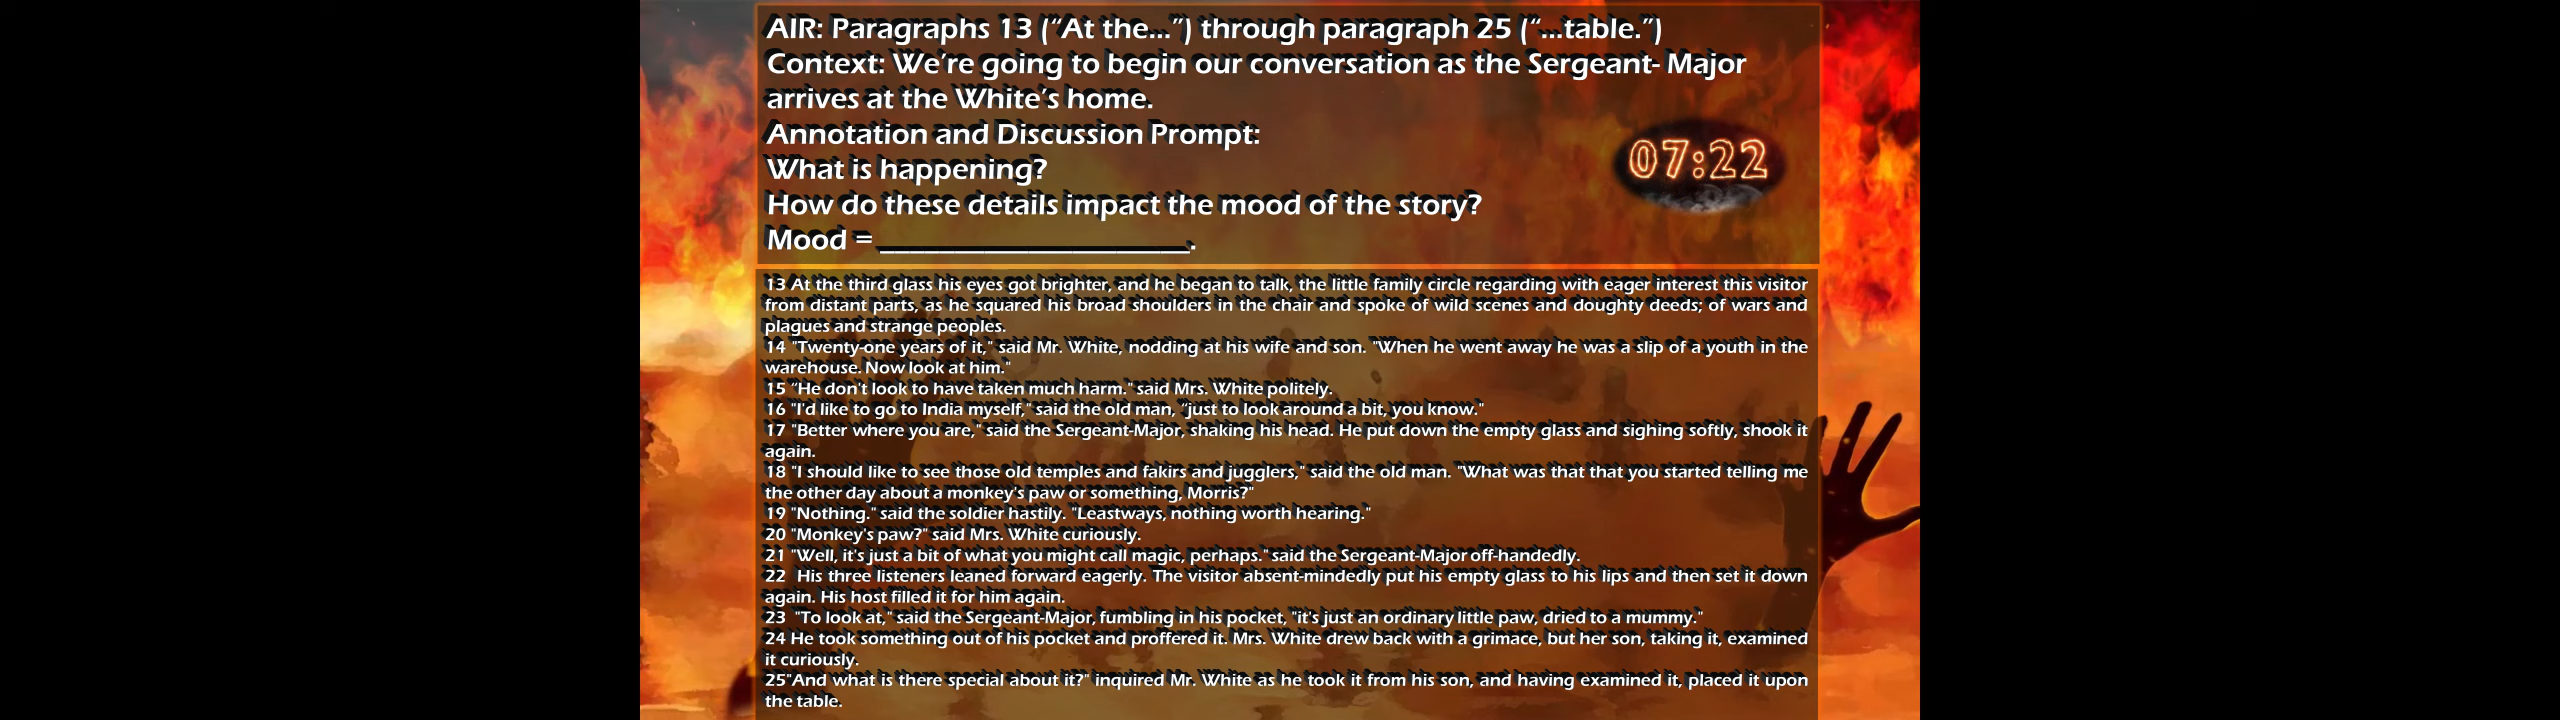 AIR: Paragraphs 13 (“At the...”) through paragraph 25 (“...table.”)
Context: We’re going to begin our conversation as the Sergeant- Major
arrives at the White’s home.
Annotation and Discussion Prompt:
What is happening?
07:22
How do these details impact the mood of the story?
Mood =____________________.
13 At the third glass his eyes got brighter, and he began to talk, the little family circle regarding with eager interest this visitor
from distant parts, as he squared his broad shoulders in the chair and spoke of wild scenes and doughty deeds; of wars and
plagues and strange peoples.
14 "Twenty-one years of it," said Mr. White, nodding at his wife and son. "When he went away he was a slip of a youth in the
warehouse. Now look at him."
15 “He don't look to have taken much harm." said Mrs. White politely.
16 "I'd like to go to India myself," said the old man, “just to look around a bit, you know."
17 "Better where you are," said the Sergeant-Major, shaking his head. He put down the empty glass and sighing softly, shook it
again.
18 "I should like to see those old temples and fakirs and jugglers," said the old man. "What was that that you started telling me
the other day about a monkey's paw or something, Morris?"
19 "Nothing." said the soldier hastily. "Leastways, nothing worth hearing."
20 "Monkey's paw?" said Mrs. White curiously.
21 "Well, it's just a bit of what you might call magic, perhaps." said the Sergeant-Major off-handedly.
22 His three listeners leaned forward eagerly. The visitor absent-mindedly put his empty glass to his lips and then set it down
again. His host filled it for him again.
23 "To look at," said the Sergeant-Major, fumbling in his pocket, "it's just an ordinary little paw, dried to a mummy."
24 He took something out of his pocket and proffered it. Mrs. White drew back with a grimace, but her son, taking it, examined
it curiously.
25"And what is there special about it?" inquired Mr. White as he took it from his son, and having examined it, placed it upon
the table.